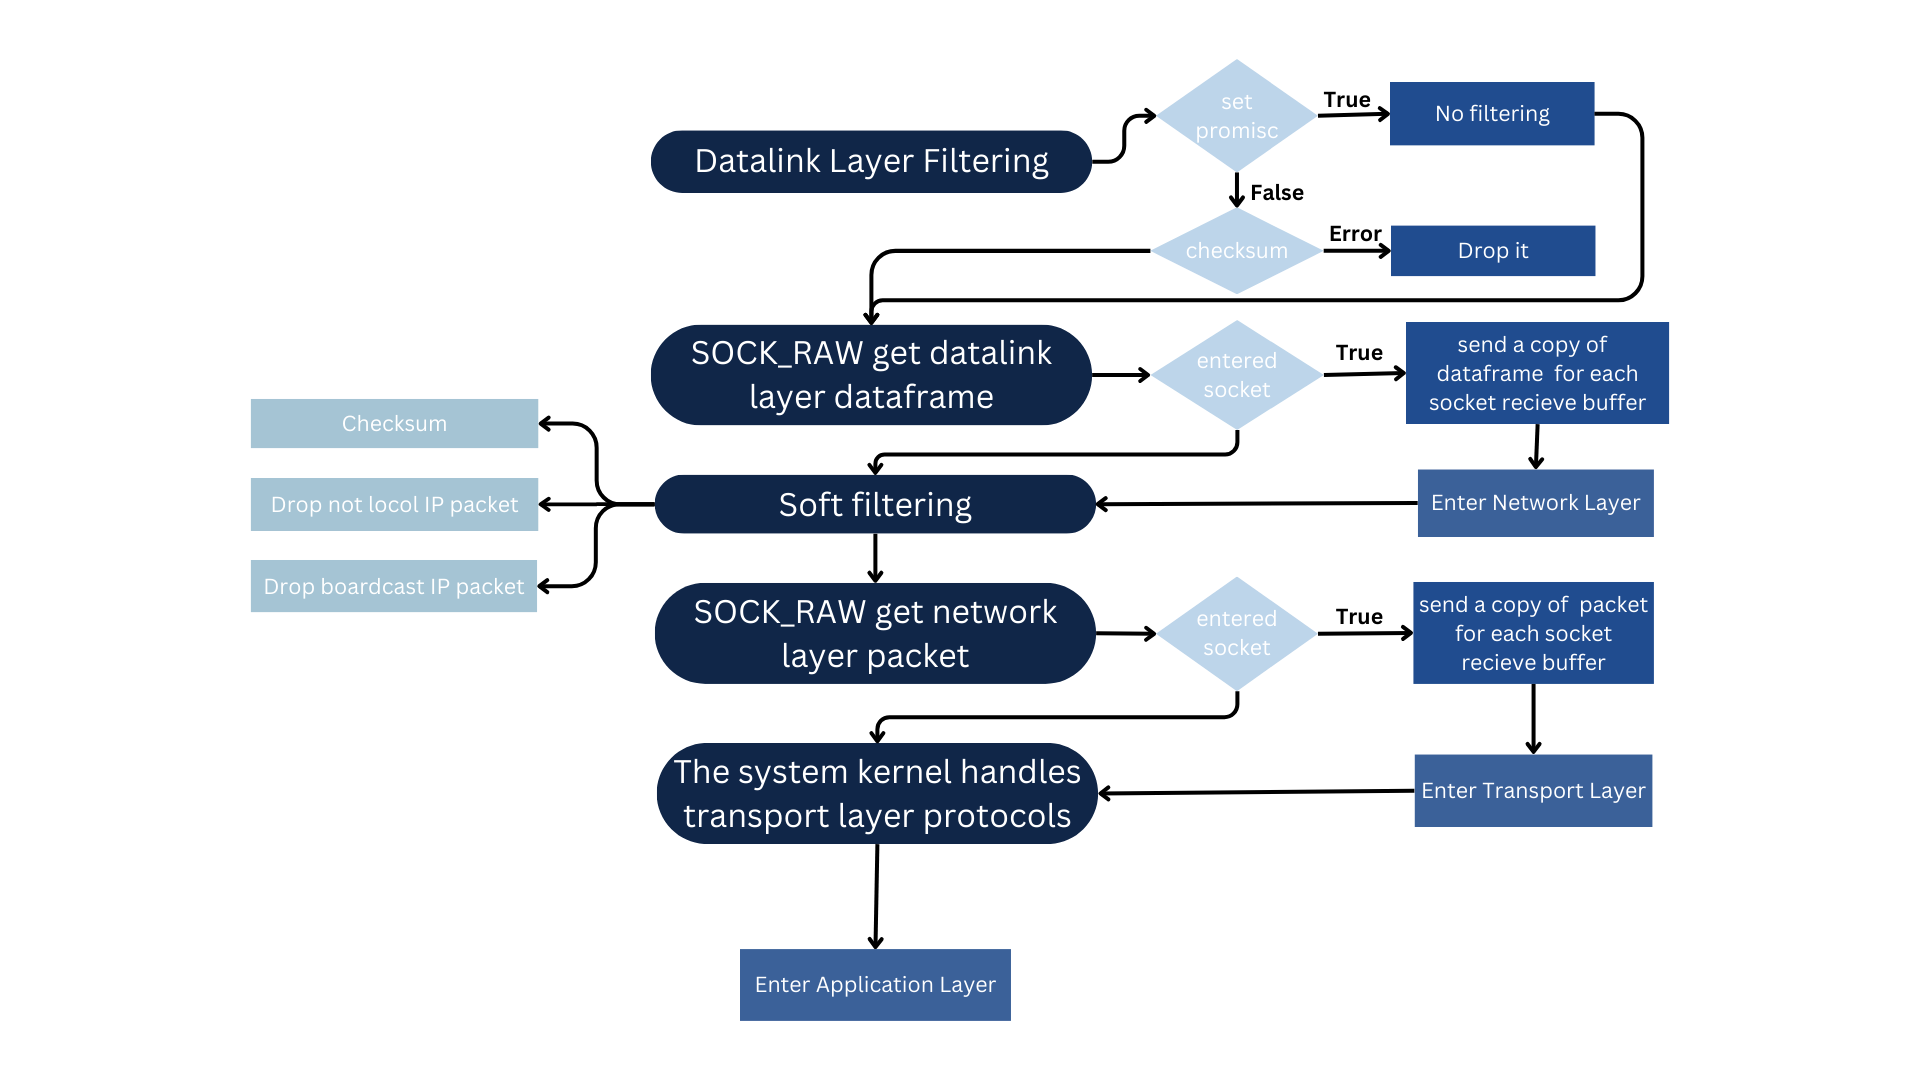 set
promisc
True
No filtering
Datalink Layer Filtering
False
checksum
Error
Drop it
SOCK_RAW get datalink
layer dataframe
entered
socket
True
send a copy of
dataframe  for each
socket recieve buffer
Checksum
Drop not locol IP packet
Drop boardcast IP packet
Soft filtering
Enter Network Layer
SOCK_RAW get network
layer packet
entered
socket
True
send a copy of  packet
for each socket
recieve buffer
The system kernel handles
transport layer protocols
Enter Transport Layer
Enter Application Layer